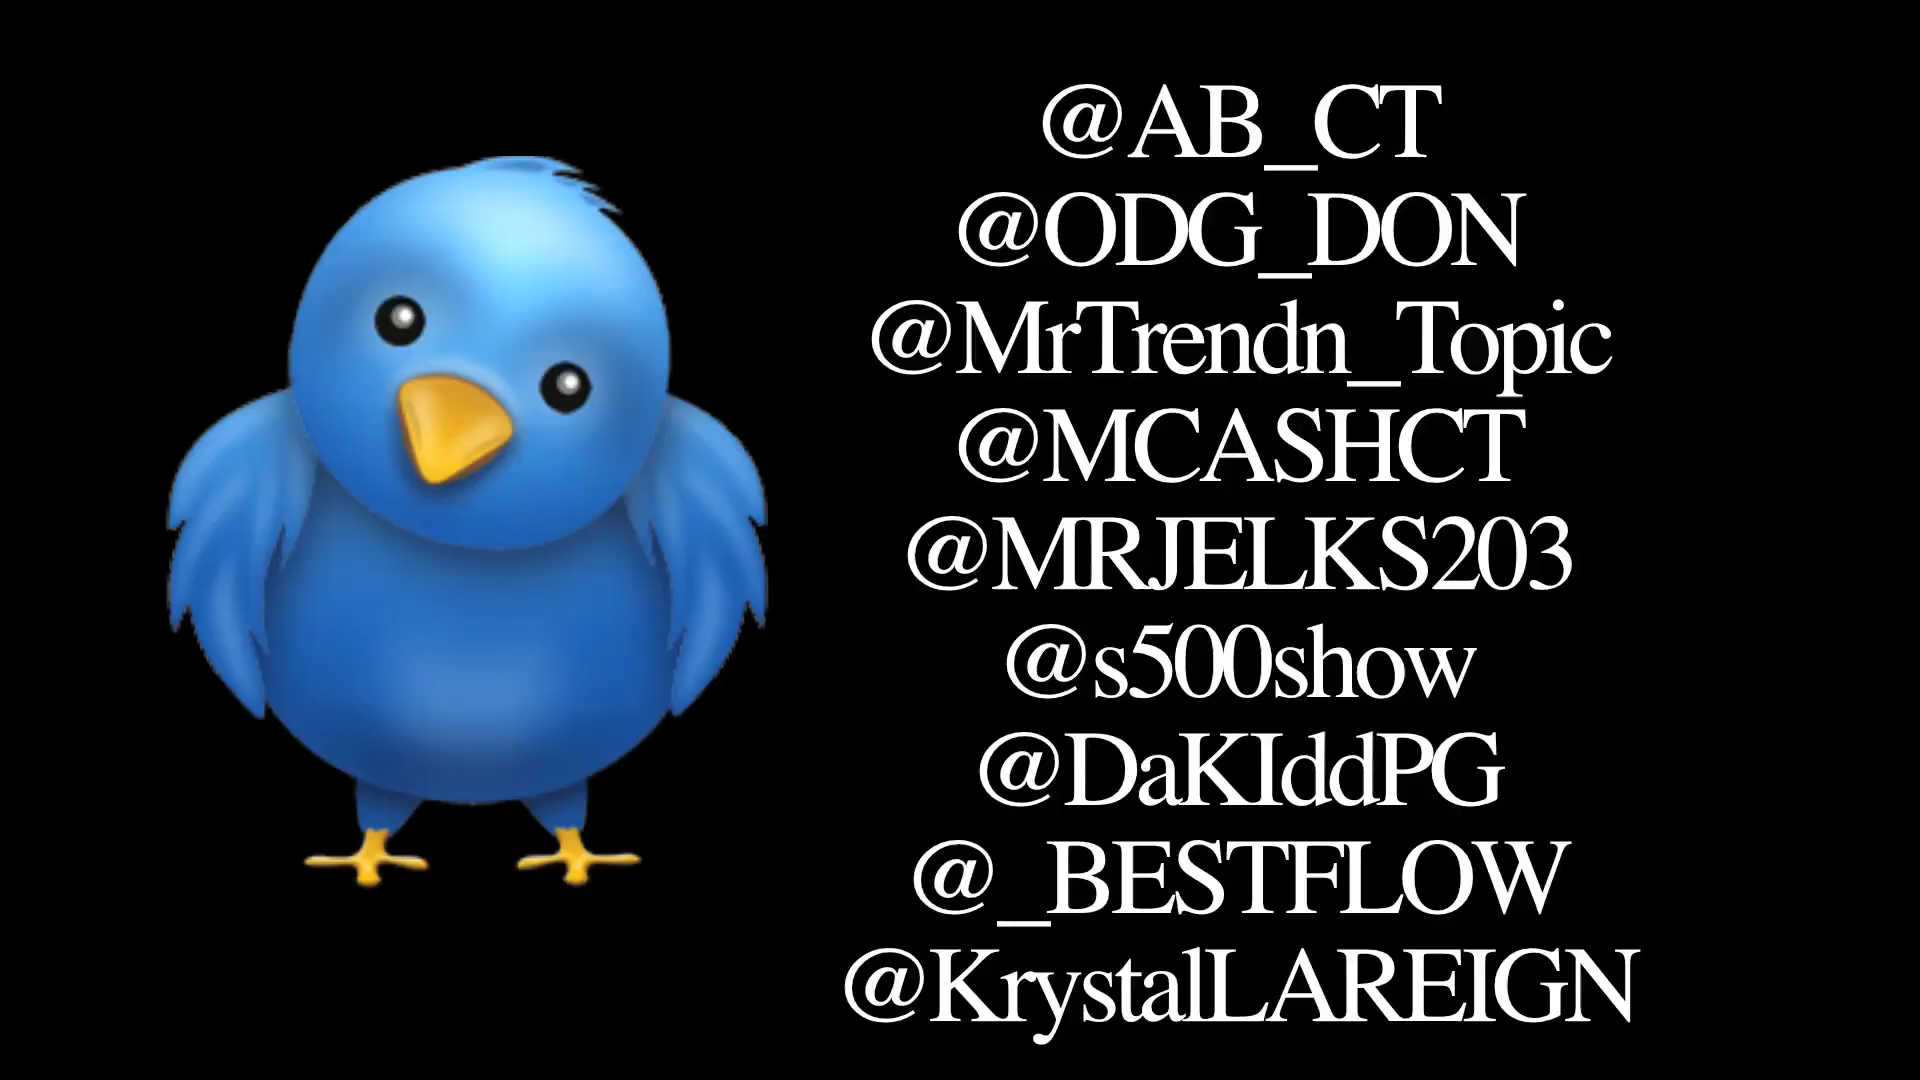 @AB_CT
@ODG_DON
@MrTrendn_Topic
@MCASHCT
@MRJELKS203
@s500show
@DaKIddPG
@_BESTFLOW
@KrystalLAREIGN